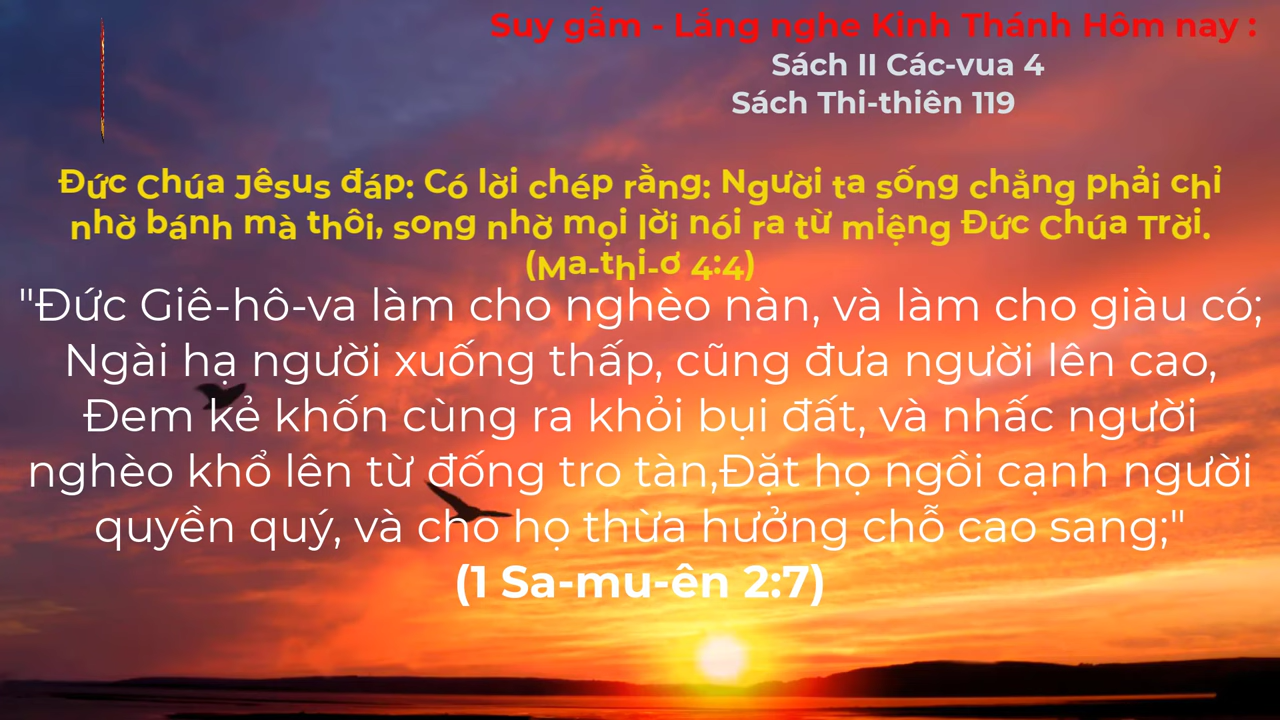 Suy gẫm - Lắng nghe Kinh Thánh Hôm nay :
Sách II Các-vua 4
Sách Thi-thiên 119
Đức Chúa Jêsus đáp: Có lời chép rằng: Người ta sống chẳng phải chỉ
nhờ bánh mà thôi, song nhờ mọi lời nói ra từ miệng Đức Chúa Trời.
(Ma-thi-ơ 4:4)
"Đức Giê-hô-va làm cho nghèo nàn, và làm cho giàu có;
Ngài hạ người xuống thấp, cũng đưa người lên cao,
Đem kẻ khốn cùng ra khỏi bụi đất, và nhấc người
nghèo khổ lên từ đống tro tàn,Đặt họ ngồi cạnh người
quyền quý, và cho họ thừa hưởng chỗ cao sang;"
(1 Sa-mu-ên 2:7)